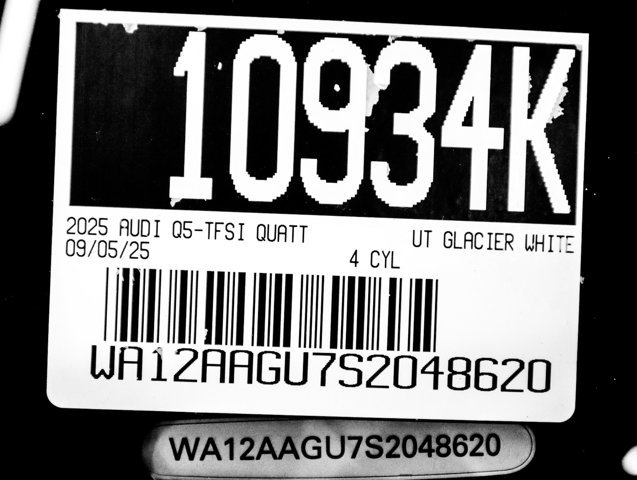 10934K
2025 AUDI Q5-TFSI QUATT UT GLACIER WHITE
09/05/25 4 CYL
WA12AAGU7S2048620
WA12AAGU7S2048620